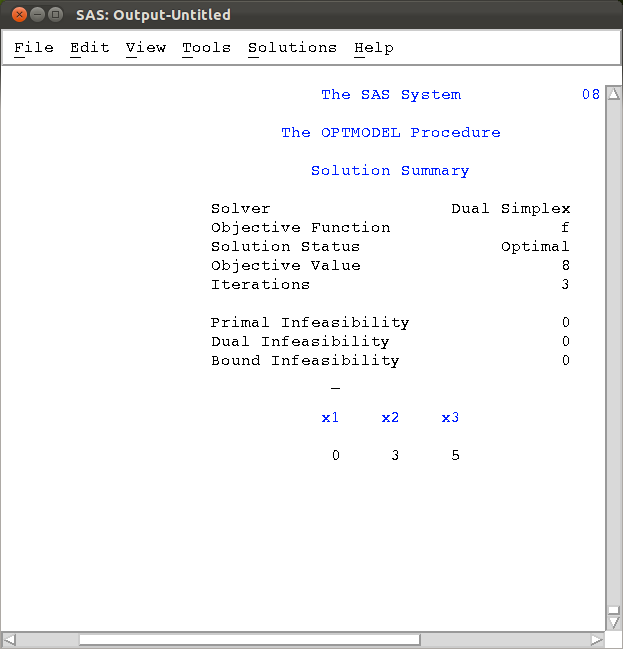 SAS: Output-Untitled
File Edit View Tools Solutions Help
The SAS System 08
The OPTMODEL Procedure
Solution Summary
Solver Dual Simplex
Objective Function f
Solution Status Optimal
Objective Value 8
Iterations 3
Primal Infeasibility 0
Dual Infeasibility 0
Bound Infeasibility 0
x1 x2 x3
0 3 5